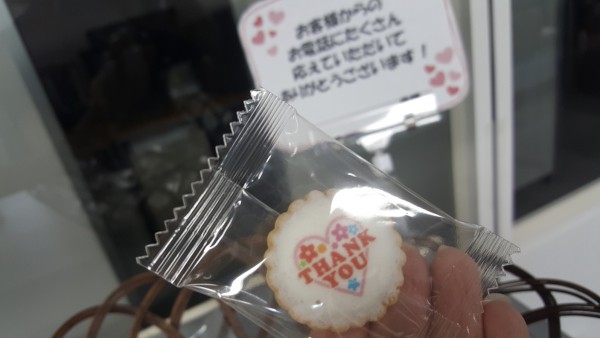 お客様からの
お電話にたくさん
応えていただいて
ありがとうございます！
THANK
YOU